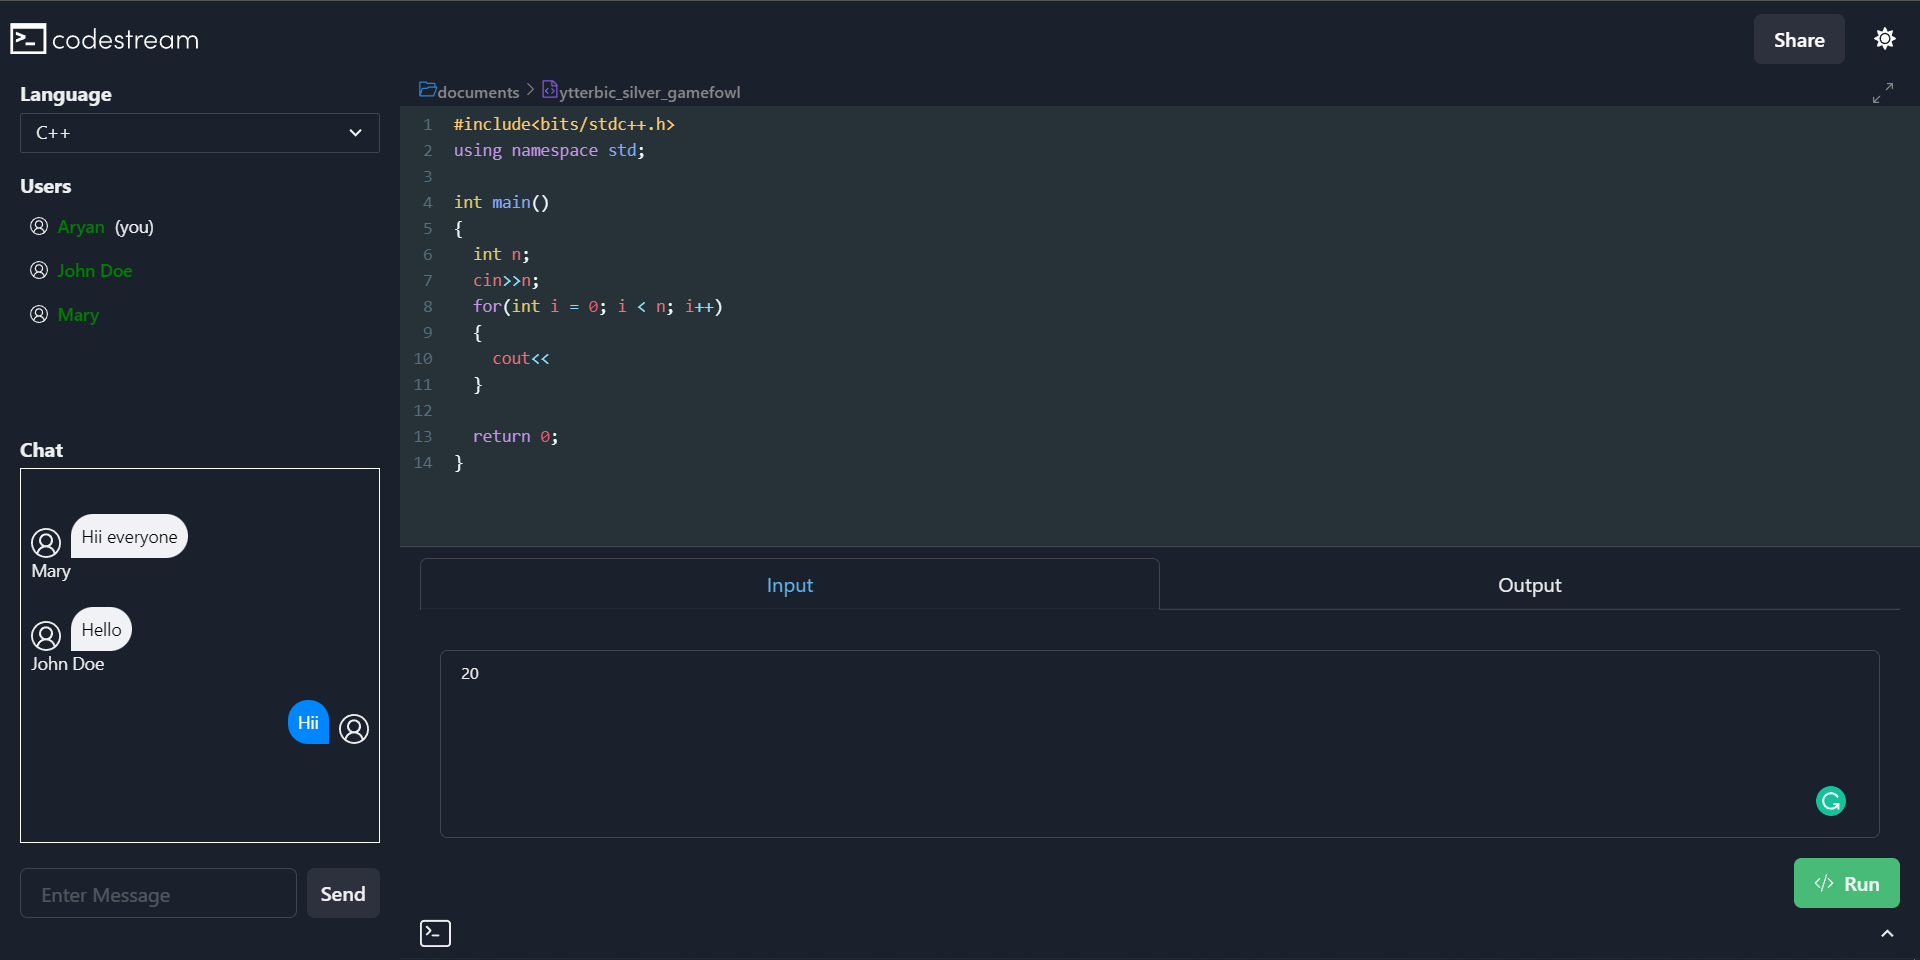 codestream
Share
Language
C++
Users
Aryan (you)
John Doe
Mary
Chat
Hii everyone
Mary
Hello
John Doe
Hii
Enter Message
Send
documents > ytterbic_silver_gamefowl
1 #include<bits/stdc++.h>
2 using namespace std;
3
4 int main()
5 {
6   int n;
7   cin>>n;
8   for(int i = 0; i < n; i++)
9   {
10     cout<<
11   }
12
13   return 0;
14 }
Input
Output
20
</> Run